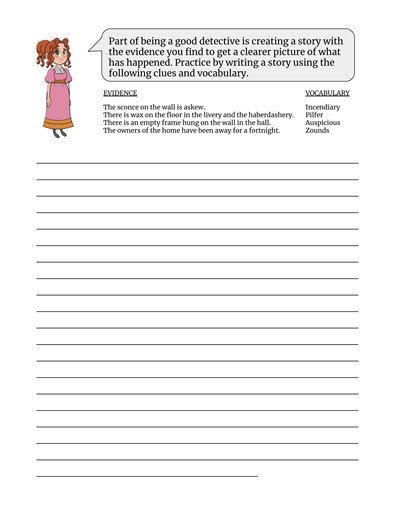 Part of being a good detective is creating a story with
the evidence you find to get a clearer picture of what
has happened. Practice by writing a story using the
following clues and vocabulary.
EVIDENCE
The sconce on the wall is askew.
There is wax on the floor in the livery and the haberdashery.
There is an empty frame hung on the wall in the hall.
The owners of the home have been away for a fortnight.
VOCABULARY
Incendiary
Pilfer
Auspicious
Zounds